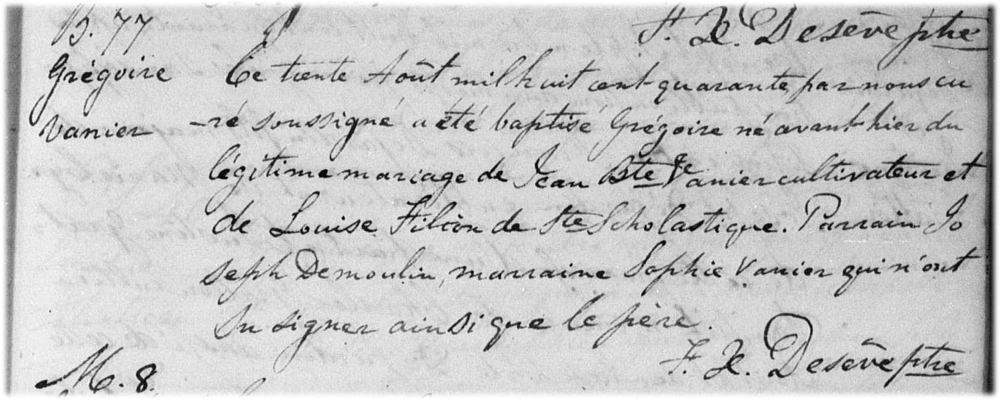 B. 77
F. X. Desève ptre
Grégoire
Vanier
Ce trente Août mil huit cent quarante, par nous cu
-ré soussigné a été baptisé Grégoire né avant-hier du
légitime mariage de Jean Bte Vanier cultivateur et
de Louise Filion de Ste Scholastique. Parrain Jo
seph Demoulin, marraine Sophie Vanier qui n'ont
su signer ainsi que le père.
F. X. Desève ptre
M. 8.